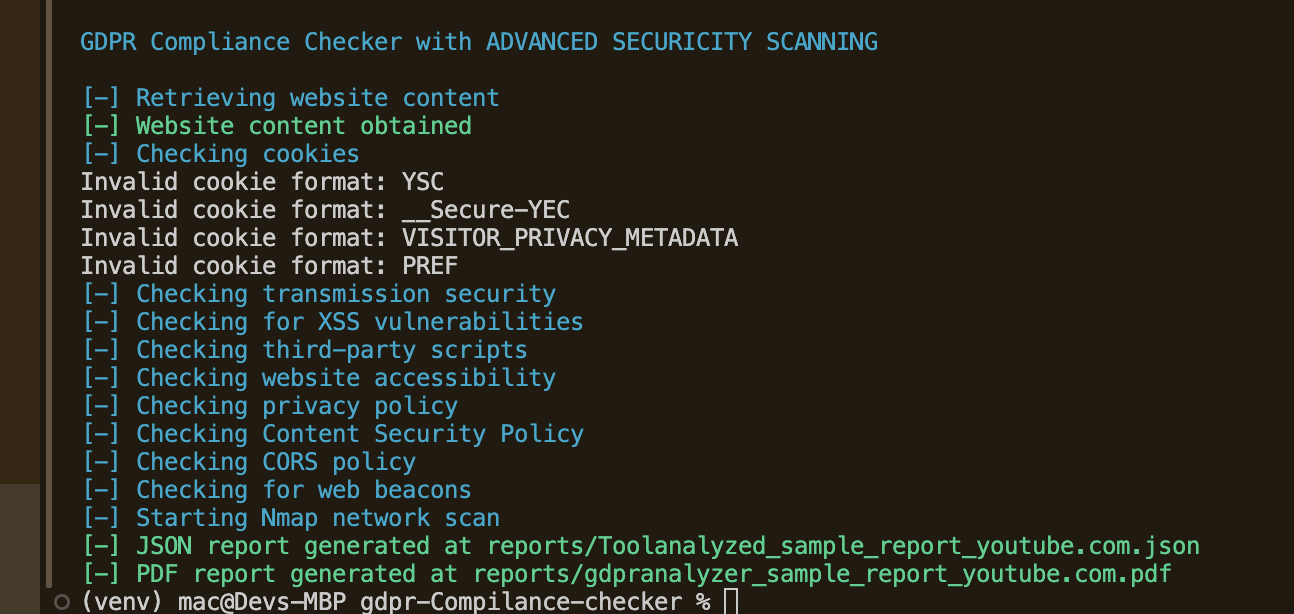 GDPR Compliance Checker with ADVANCED SECURICITY SCANNING
[-] Retrieving website content
[-] Website content obtained
[-] Checking cookies
Invalid cookie format: YSC
Invalid cookie format: __Secure-YEC
Invalid cookie format: VISITOR_PRIVACY_METADATA
Invalid cookie format: PREF
[-] Checking transmission security
[-] Checking for XSS vulnerabilities
[-] Checking third-party scripts
[-] Checking website accessibility
[-] Checking privacy policy
[-] Checking Content Security Policy
[-] Checking CORS policy
[-] Checking for web beacons
[-] Starting Nmap network scan
[-] JSON report generated at reports/Toolanalyzed_sample_report_youtube.com.json
[-] PDF report generated at reports/gdpranalyzer_sample_report_youtube.com.pdf
(venv) mac@Devs-MBP gdpr-Compilance-checker %